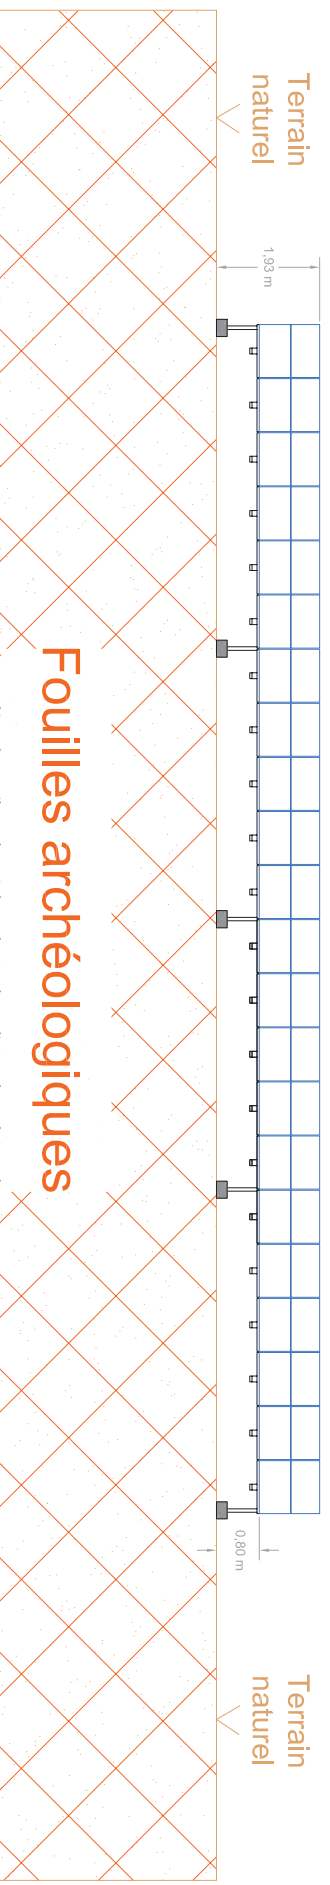 Terrain
naturel
1,93 m
Fouilles archéologiques
0,80 m
Terrain
naturel